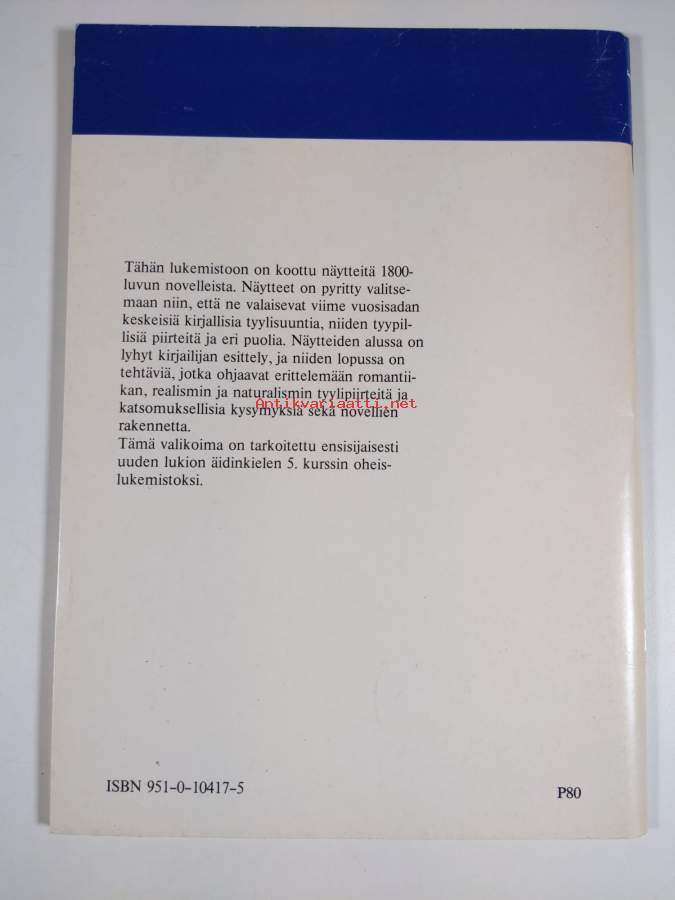 Tähän lukemistoon on koottu näytteitä 1800-
luvun novelleista. Näytteet on pyritty valitse-
maan niin, että ne valaisevat viime vuosisadan
keskeisiä kirjallisia tyylisuuntia, niiden tyypil-
lisiä piirteitä ja eri puolia. Näytteiden alussa on
lyhyt kirjailijan esittely, ja niiden lopussa on
tehtäviä, jotka ohjaavat erittelemään romantii-
kan, realismin ja naturalismin tyylipiirteitä ja
Antikvariaatti.net
katsomuksellisia kysymyksiä sekä novellien
rakennetta.
Tämä valikoima on tarkoitettu ensisijaisesti
uuden lukion äidinkielen 5. kurssin oheis-
lukemistoksi.
ISBN 951-0-10417-5
P80